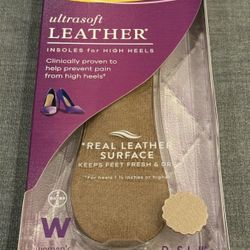 ultrasoft
LEATHER®
INSOLES for HIGH HEELS
Clinically proven to
help prevent pain
from high heels†
*REAL LEATHER
SURFACE
KEEPS FEET FRESH & DRY
*For heels 1 ½ inches or higher
W
women's